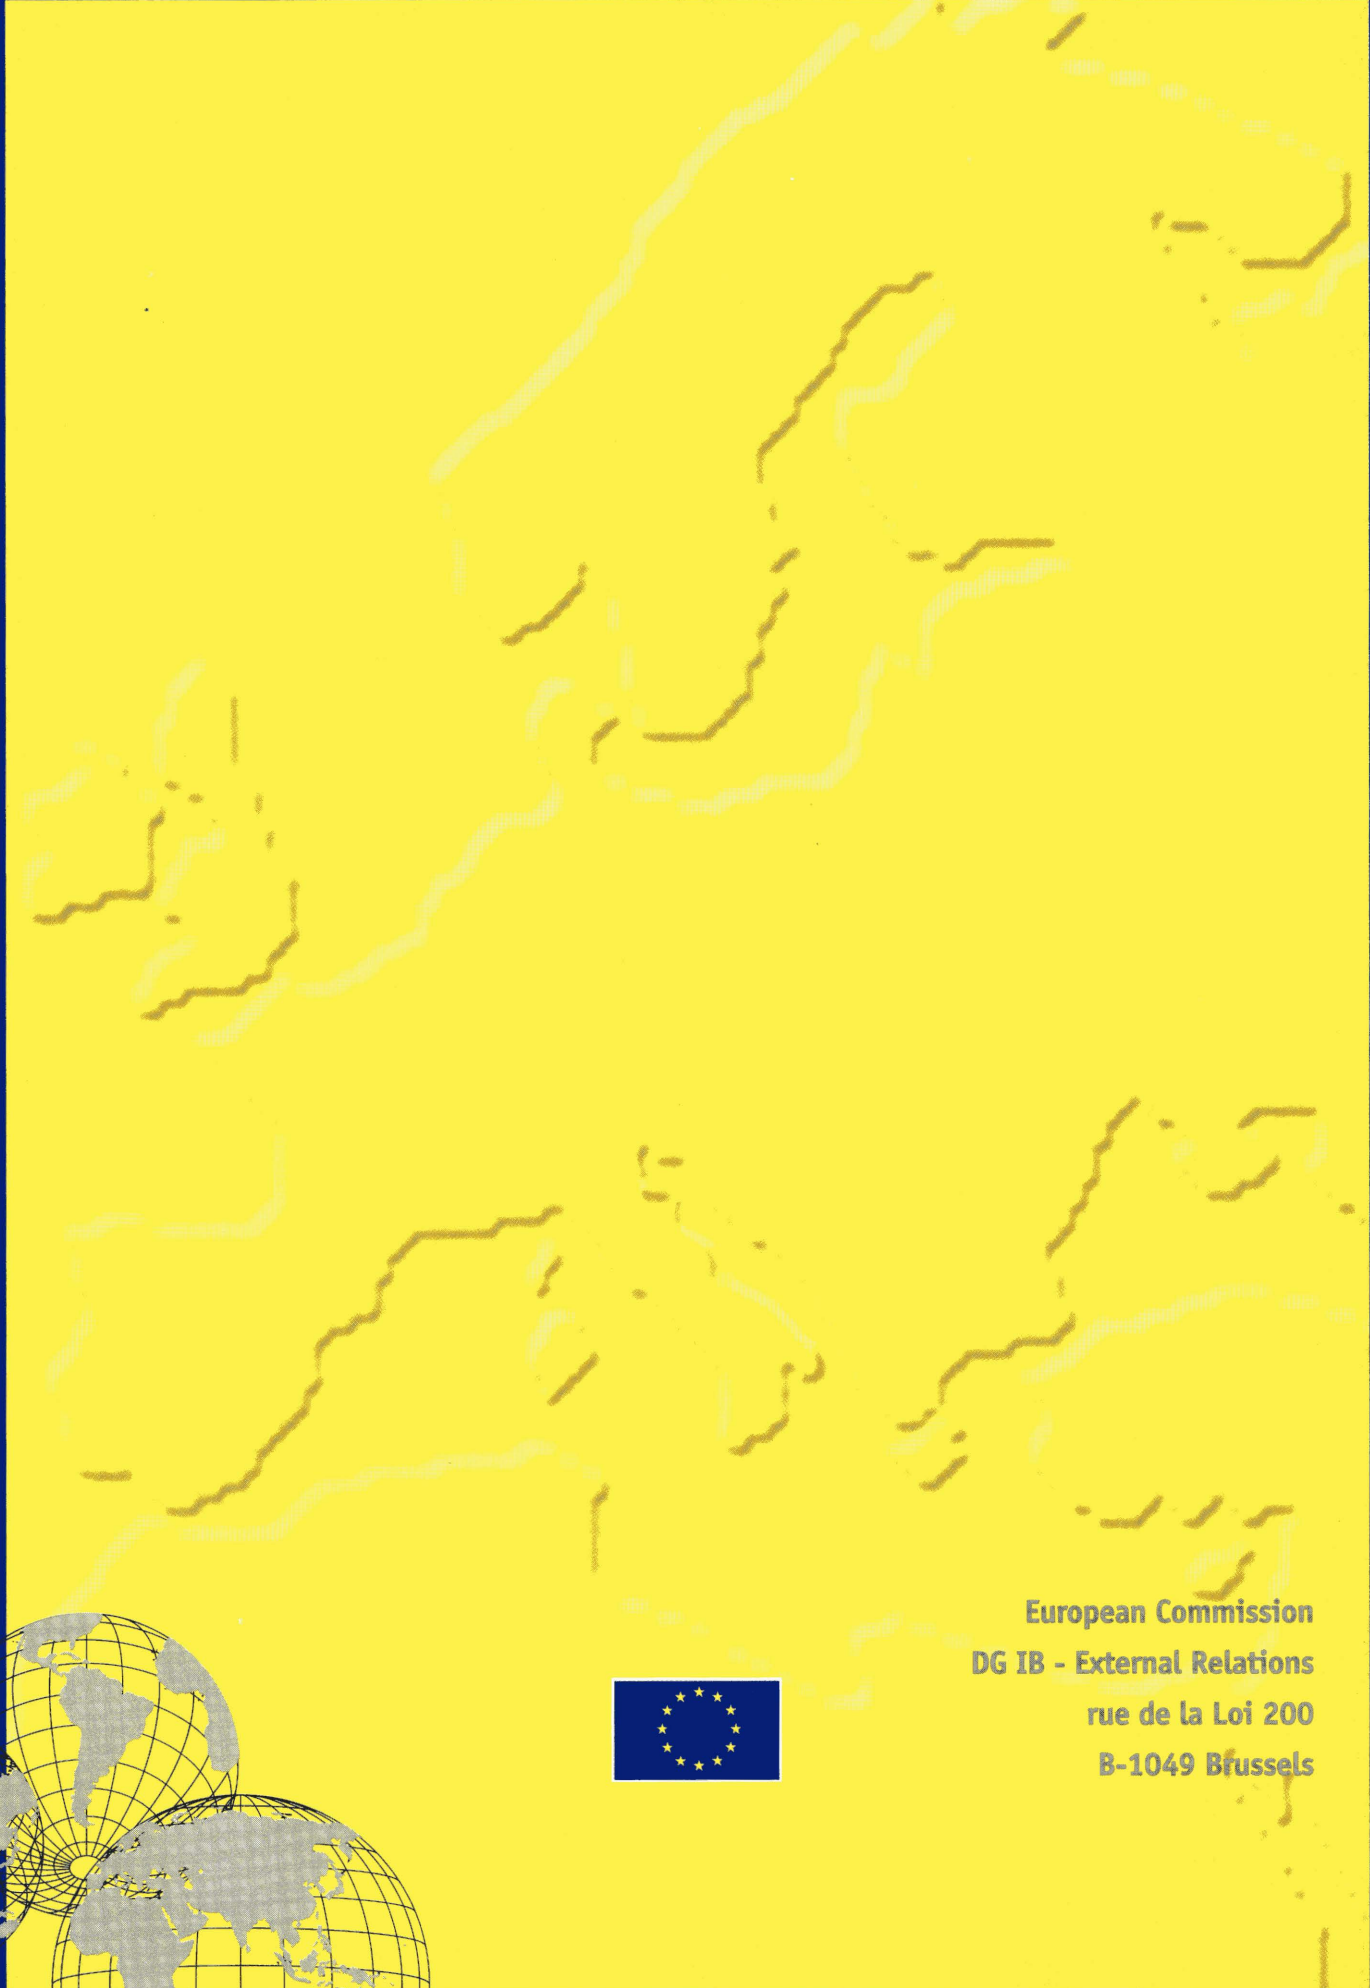 European Commission
DG IB - External Relations
rue de la Loi 200
B-1049 Brussels